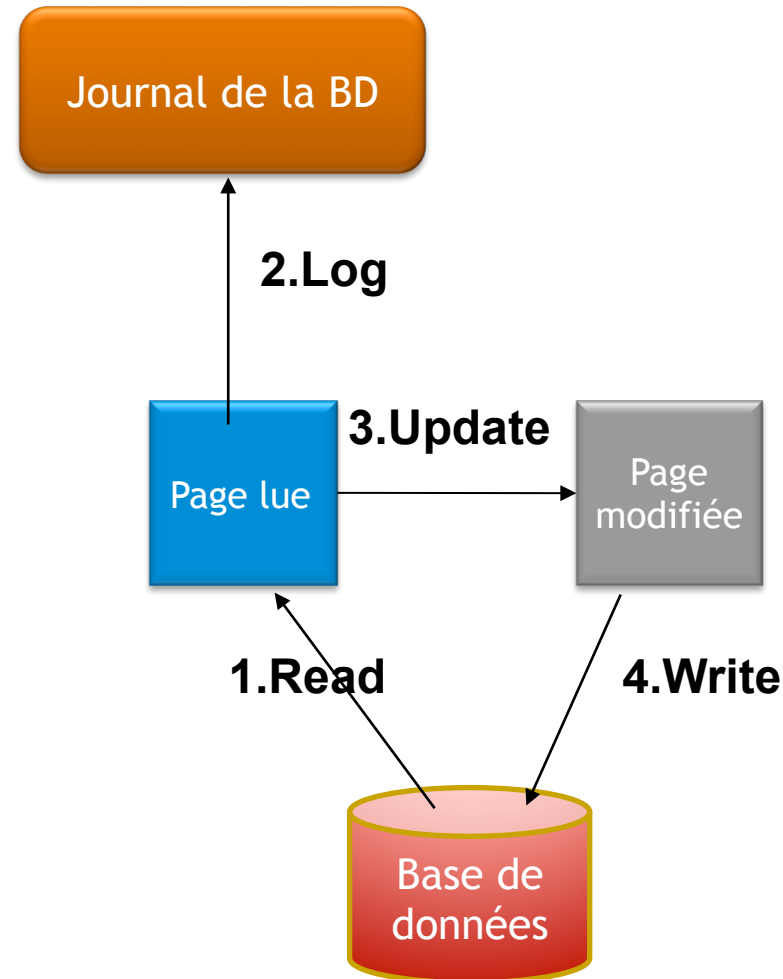 Journal de la BD
2.Log
3.Update
Page lue
Page
modifiée
1.Read
4.Write
Base de
données